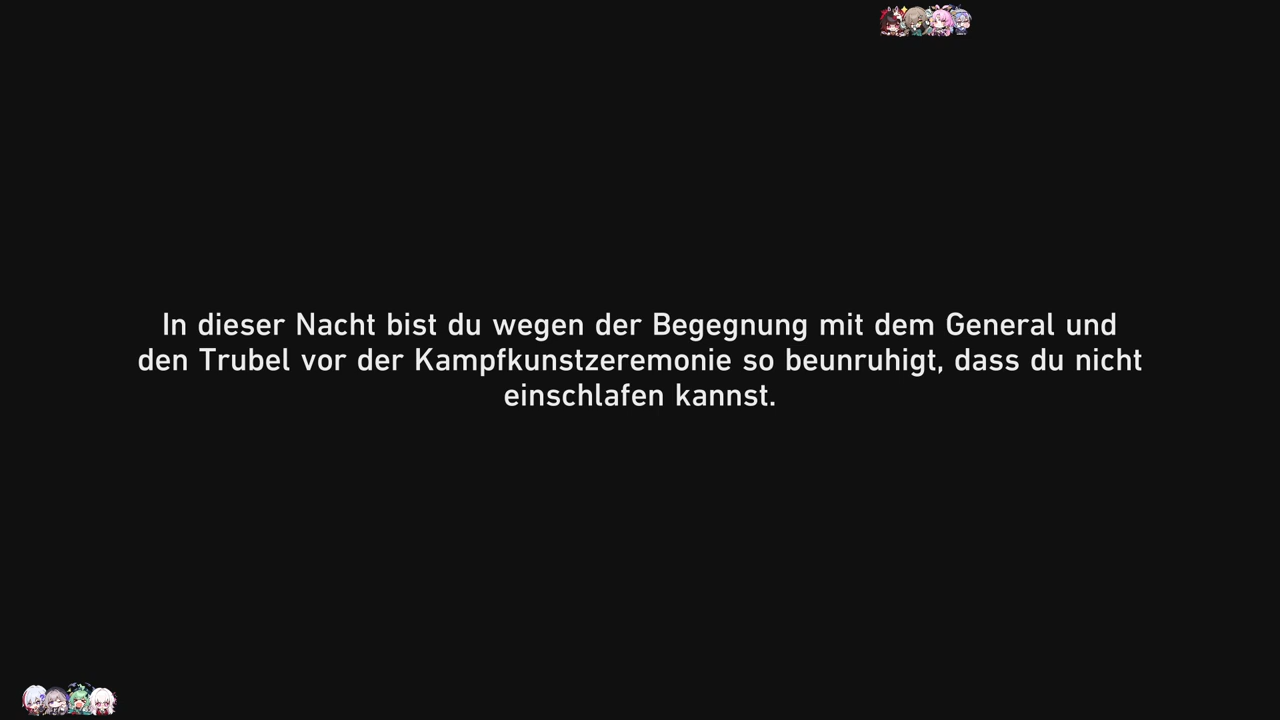 In dieser Nacht bist du wegen der Begegnung mit dem General und
den Trubel vor der Kampfkunstzeremonie so beunruhigt, dass du nicht
einschlafen kannst.